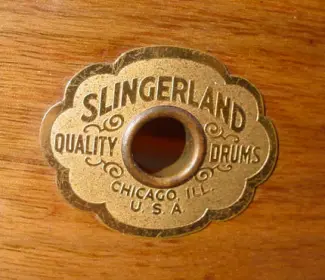 SLINGERLAND
QUALITY DRUMS
CHICAGO, ILL.
U. S. A.